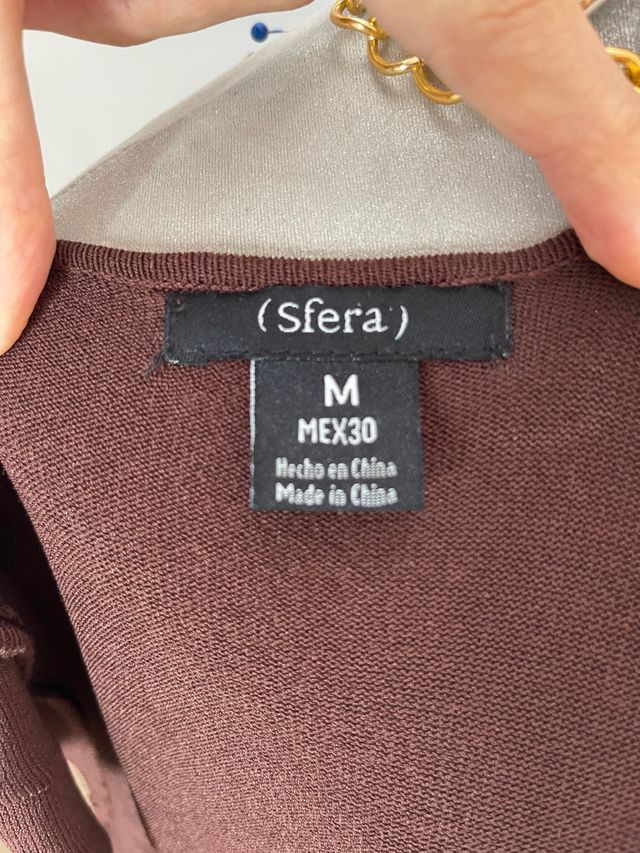 (Sfera)
M
MEX30
Hecho en China
Made in China